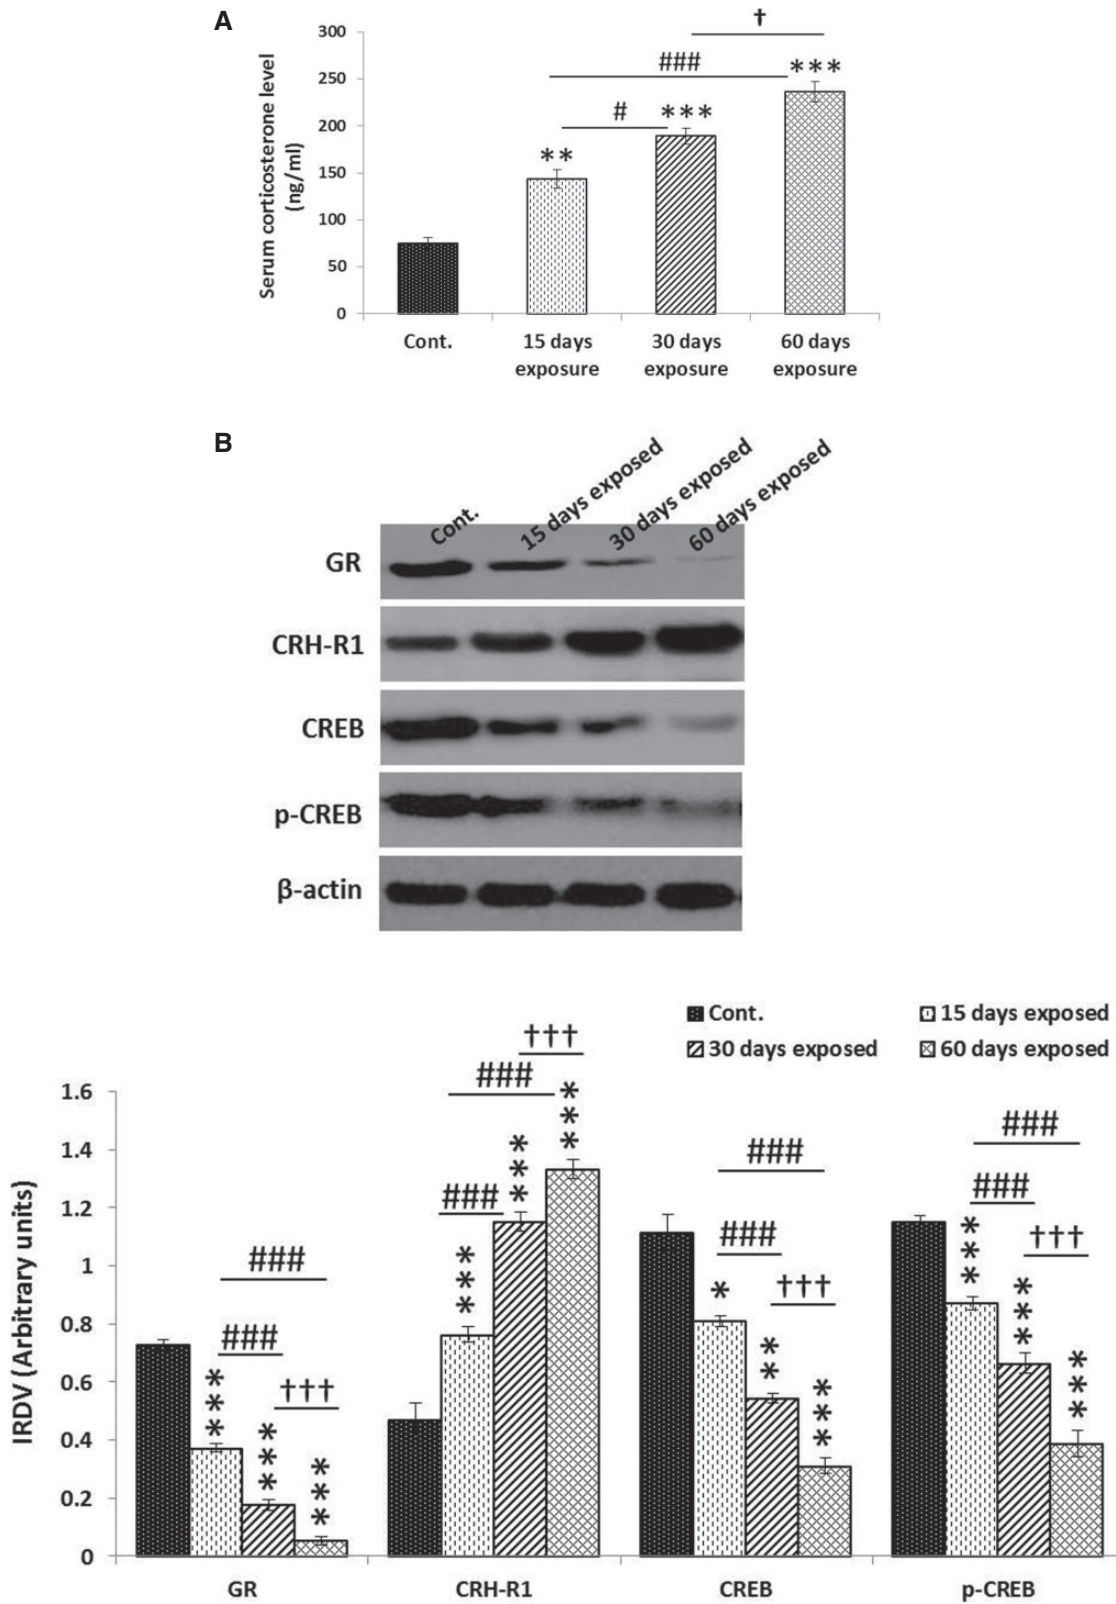 A
Serum corticosterone level
(ng/ml)
300
250
200
150
100
50
0
**
#
***
###
***
†
Cont.
15 days
exposure
30 days
exposure
60 days
exposure
B
Cont.
15 days exposed
30 days exposed
60 days exposed
GR
CRH-R1
CREB
p-CREB
β-actin
Cont.
15 days exposed
30 days exposed
60 days exposed
IRDV (Arbitrary units)
1.6
1.4
1.2
1
0.8
0.6
0.4
0.2
0
###
###
†††
***
***
***
†††
###
###
***
***
***
###
###
†††
*
**
***
###
###
†††
***
***
***
GR
CRH-R1
CREB
p-CREB